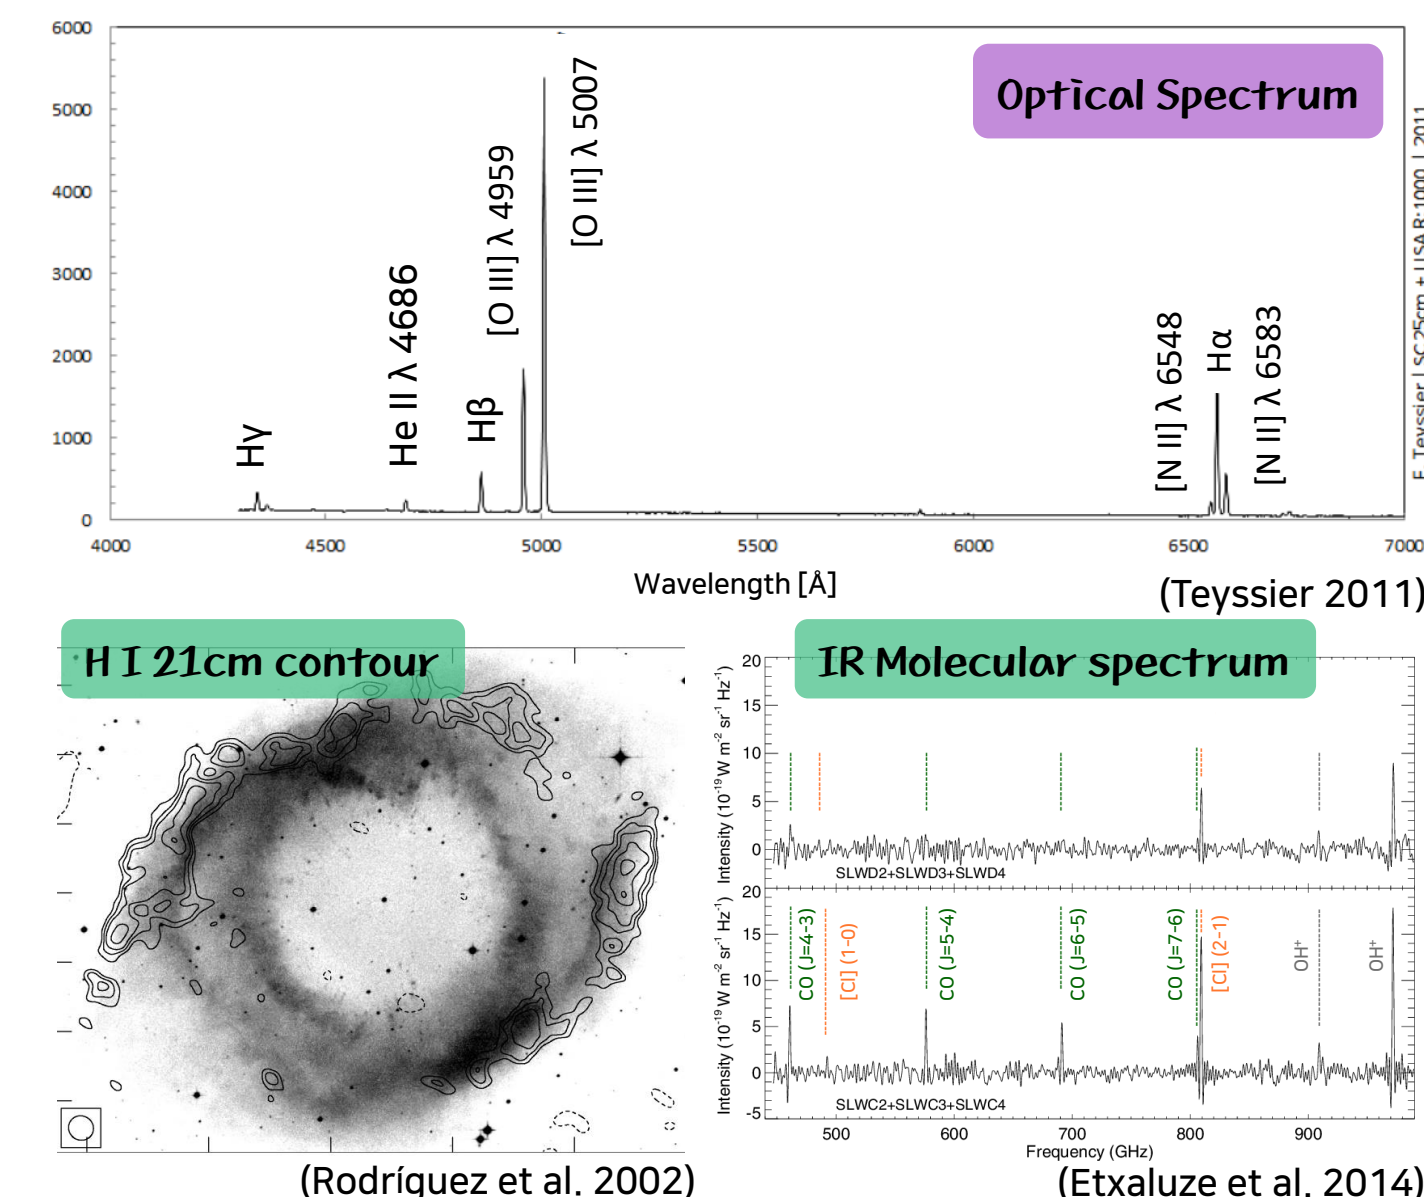 6000
5000
4000
3000
2000
1000
0
4000
4500
5000
5500
6000
6500
7000
Optical Spectrum
Hγ
He II λ 4686
Hβ
[O III] λ 4959
[O III] λ 5007
[N II] λ 6548
Hα
[N II] λ 6583
F. Teyssier | SC25cm + LISA R:1000 | 2011
Wavelength [Å]
(Teyssier 2011)
H I 21cm contour
(Rodríguez et al. 2002)
IR Molecular spectrum
Intensity (10⁻¹⁹ W m⁻² sr⁻¹ Hz⁻¹)
20
15
10
5
0
SLWD2+SLWD3+SLWD4
Intensity (10⁻¹⁹ W m⁻² sr⁻¹ Hz⁻¹)
20
15
10
5
0
-5
CO (J=4-3)
[CI] (1-0)
CO (J=5-4)
CO (J=6-5)
CO (J=7-6)
[CI] (2-1)
OH⁺
OH⁺
SLWC2+SLWC3+SLWC4
500
600
700
800
900
Frequency (GHz)
(Etxaluze et al. 2014)